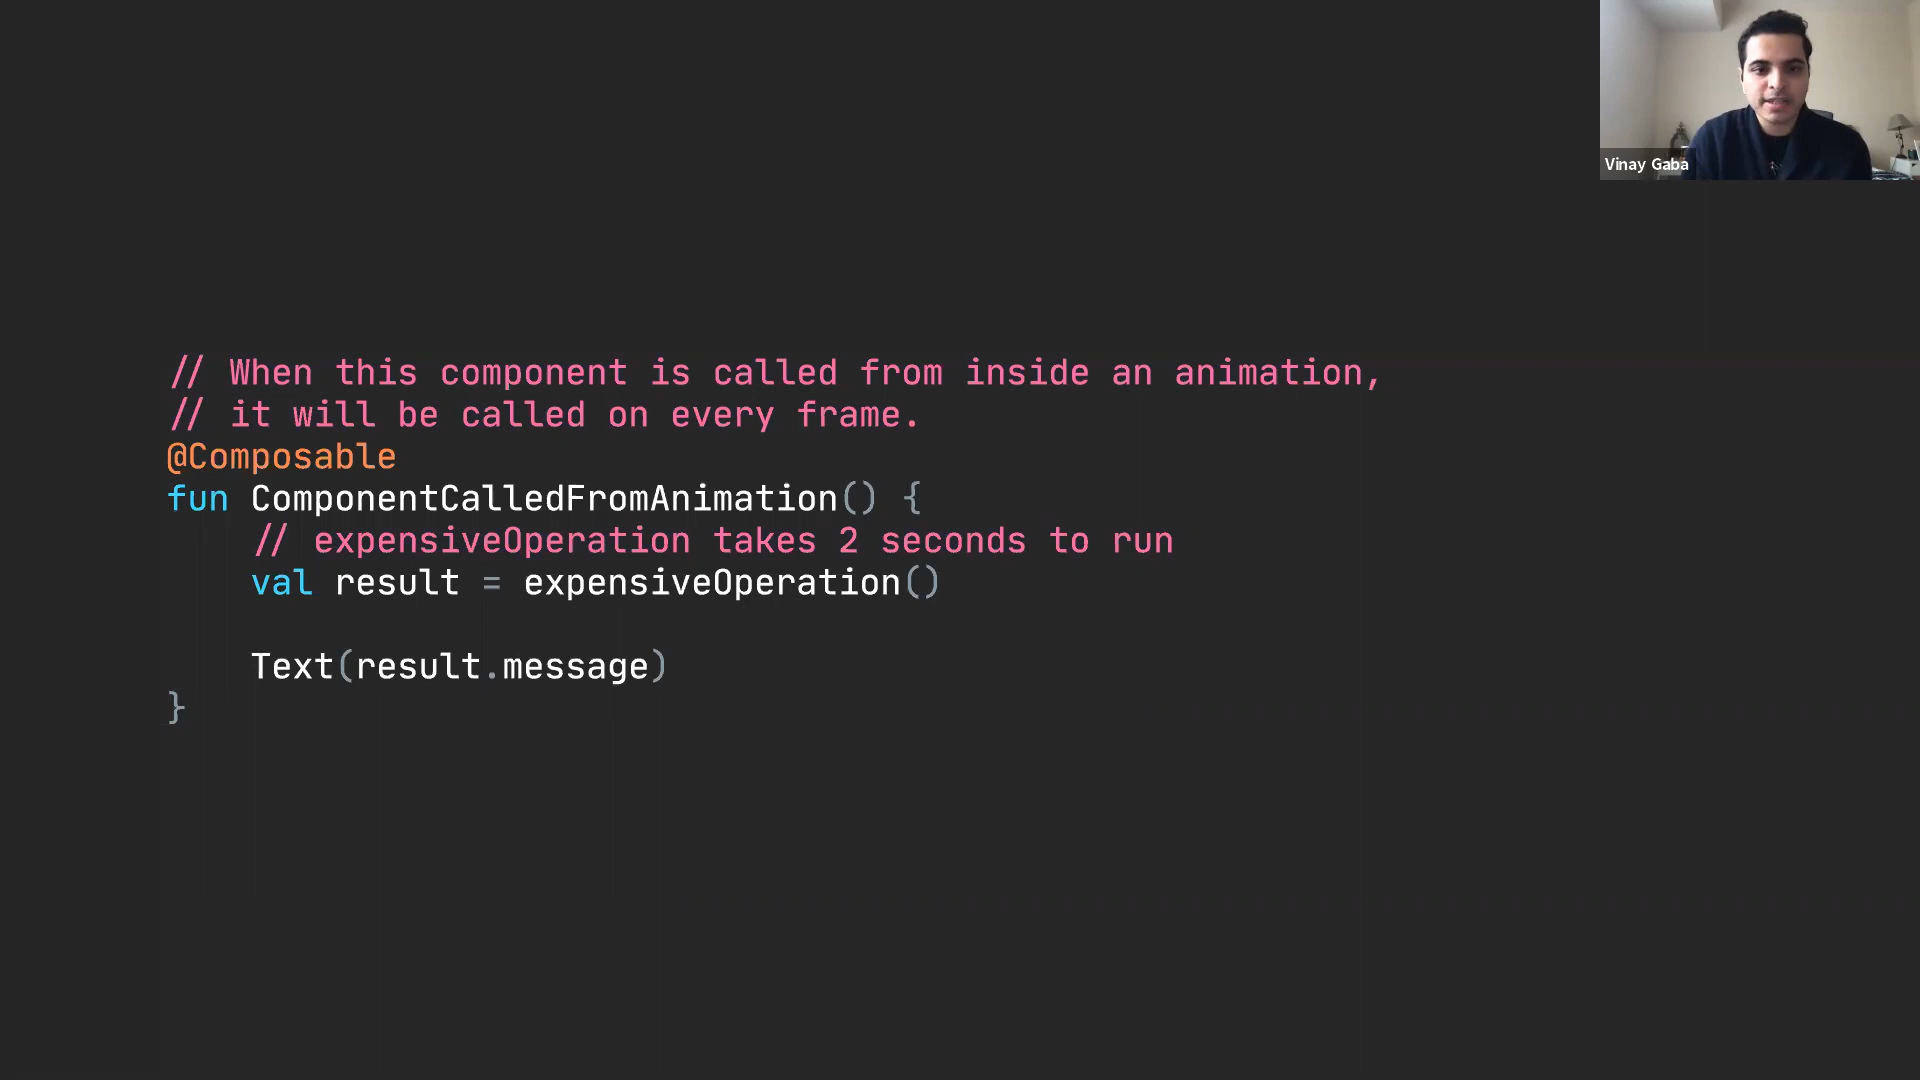 Vinay Gaba
// When this component is called from inside an animation,
// it will be called on every frame.
@Composable
fun ComponentCalledFromAnimation() {
    // expensiveOperation takes 2 seconds to run
    val result = expensiveOperation()
    Text(result.message)
}